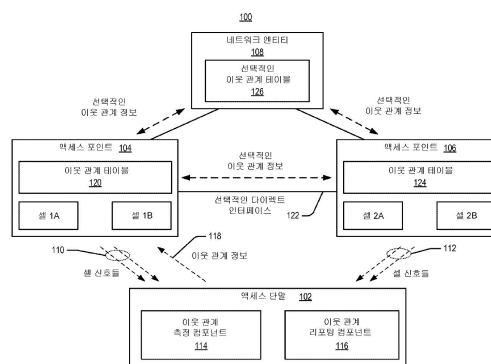 100
네트워크 엔티티
108
선택적인
이웃 관계 테이블
126
선택적인
이웃 관계 정보
선택적인
이웃 관계 정보
액세스 포인트 104
이웃 관계 테이블
120
셀 1A
셀 1B
선택적인
이웃 관계 정보
선택적인 다이렉트
인터페이스
122
액세스 포인트 106
이웃 관계 테이블
124
셀 2A
셀 2B
110
셀 신호들
118
이웃 관계 정보
112
셀 신호들
액세스 단말 102
이웃 관계
측정 컴포넌트
114
이웃 관계
리포팅 컴포넌트
116